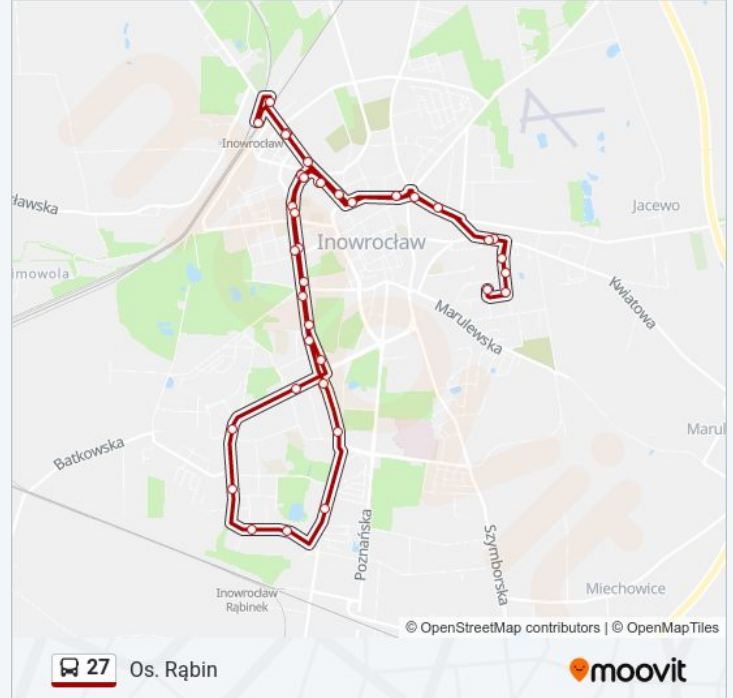 Inowrocław
ławska
Jacewo
Inowrocław
imowola
Kwiatowa
Marulewska
Marul
Batkowska
Poznańska
Szymborska
Inowrocław
Rąbinek
Miechowice
© OpenStreetMap contributors | © OpenMapTiles
27 Os. Rąbin
moovit